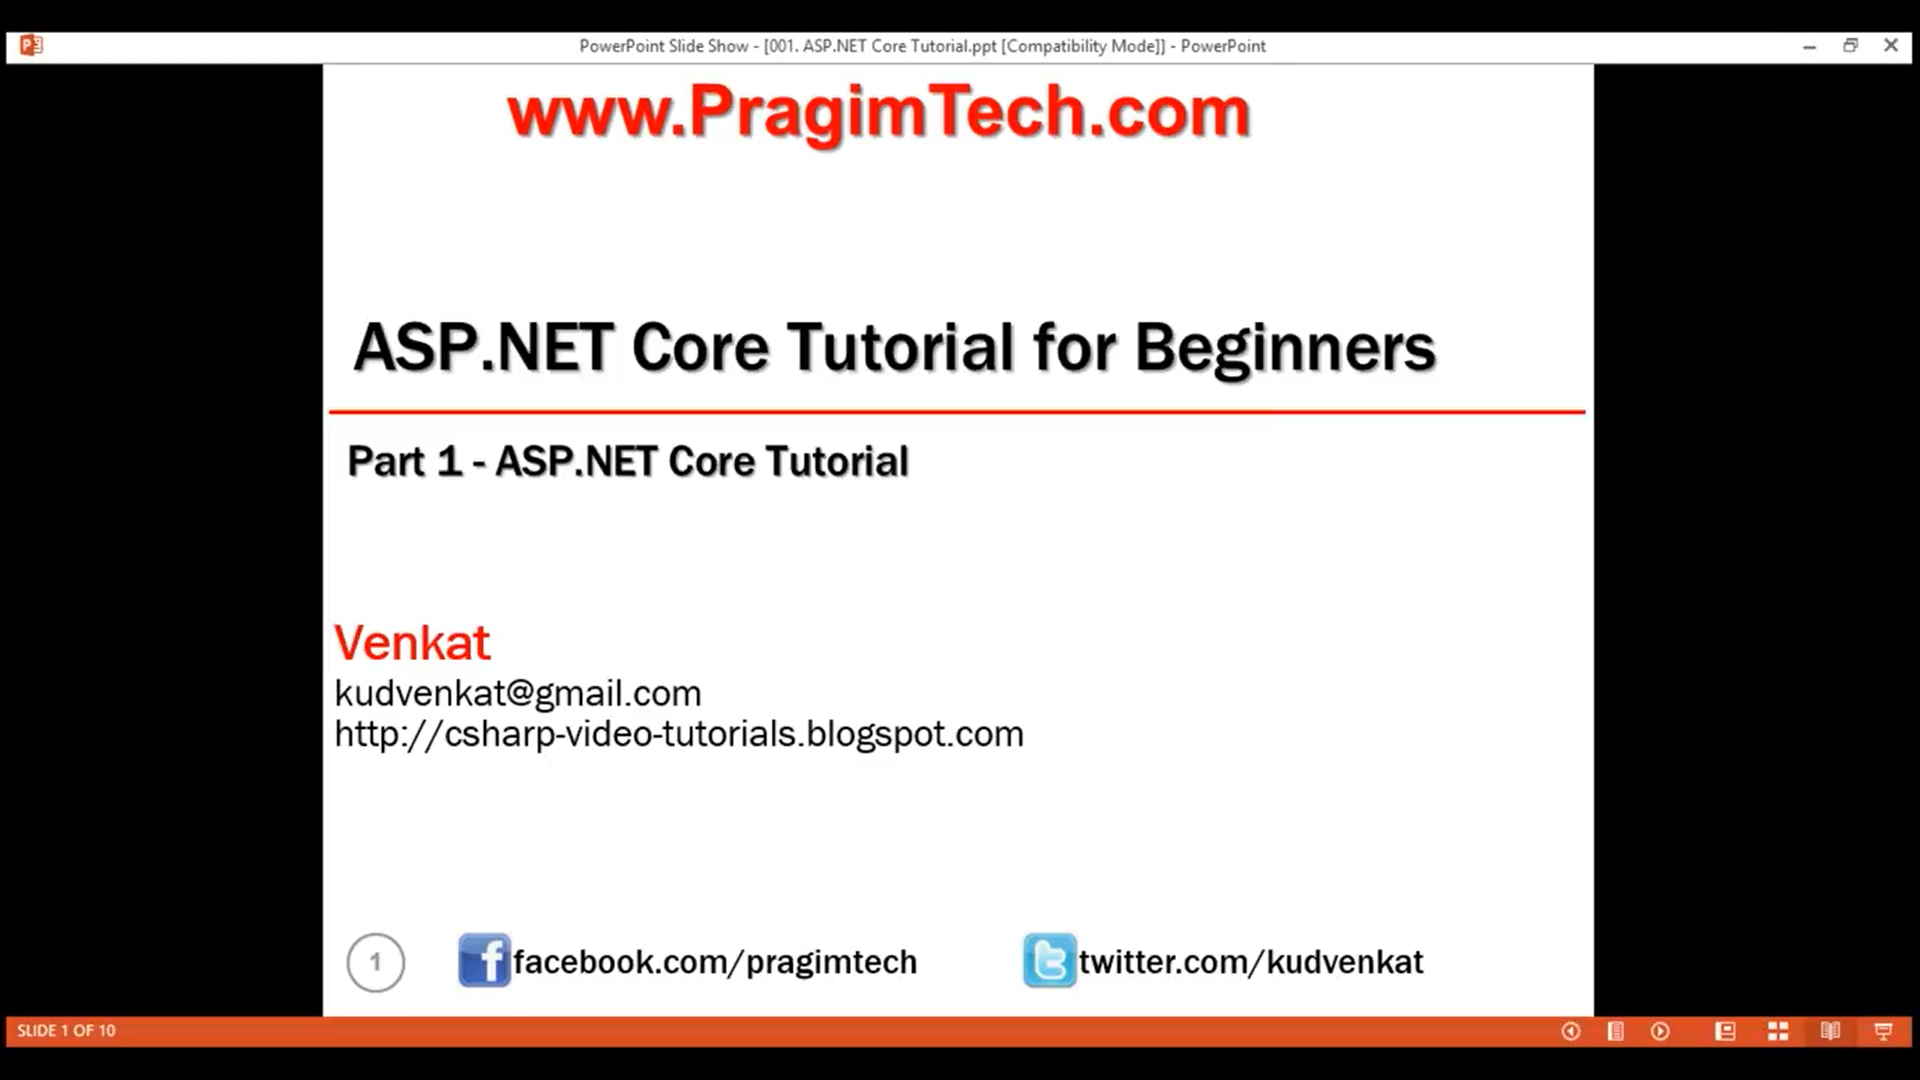 PowerPoint Slide Show - [001. ASP.NET Core Tutorial.ppt [Compatibility Mode]] - PowerPoint
www.PragimTech.com
ASP.NET Core Tutorial for Beginners
Part 1 - ASP.NET Core Tutorial
Venkat
kudvenkat@gmail.com
http://csharp-video-tutorials.blogspot.com
1 facebook.com/pragimtech twitter.com/kudvenkat
SLIDE 1 OF 10